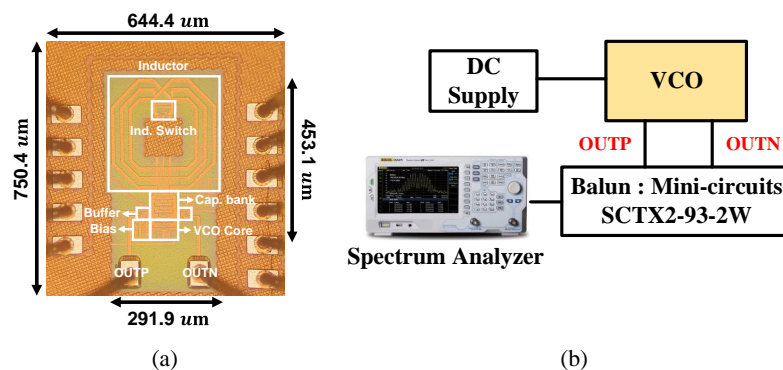 644.4 um
750.4 um
Inductor
Ind. Switch
453.1 um
Cap. bank
Buffer
Bias
VCO Core
OUTP
OUTN
291.9 um
(a)
DC
Supply
VCO
OUTP
OUTN
Balun : Mini-circuits
SCTX2-93-2W
Spectrum Analyzer
(b)